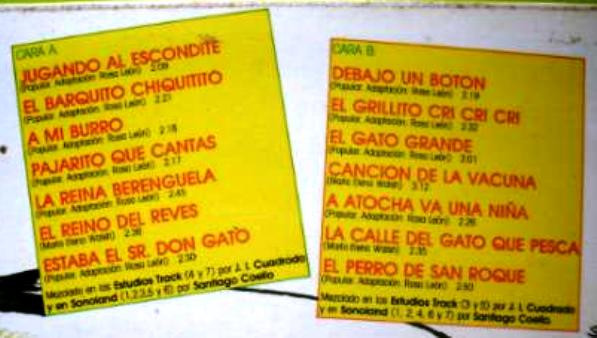 CARA A
JUGANDO AL ESCONDITE
(Popular. Adaptación: Rosa León) 2.09
EL BARQUITO CHIQUITITO
(Popular. Adaptación: Rosa León) 2.21
A MI BURRO
(Popular. Adaptación: Rosa León) 2.18
PAJARITO QUE CANTAS
(Popular. Adaptación: Rosa León) 2.17
LA REINA BERENGUELA
(Popular. Adaptación: Rosa León) 2.45
EL REINO DEL REVES
(María Elena Walsh) 2.38
ESTABA EL SR. DON GATO
(Popular. Adaptación: Rosa León) 2.50
Mezclado en los Estudios Track (4 y 7) por J. L. Cuadrado
y en Sonoland (1,2,3,5 y 6) por Santiago Coello
CARA B
DEBAJO UN BOTON
(Popular. Adaptación: Rosa León) 2.19
EL GRILLITO CRI CRI CRI
(Popular. Adaptación: Rosa León) 2.32
EL GATO GRANDE
(Popular. Adaptación: Rosa León) 2.01
CANCION DE LA VACUNA
(María Elena Walsh) 3.12
A ATOCHA VA UNA NIÑA
(Popular. Adaptación: Rosa León) 2.26
LA CALLE DEL GATO QUE PESCA
(María Elena Walsh) 2.35
EL PERRO DE SAN ROQUE
(Popular. Adaptación: Rosa León) 2.50
Mezclado en los Estudios Track (3 y 5) por J. L. Cuadrado
y en Sonoland (1, 2, 4, 6 y 7) por Santiago Coello